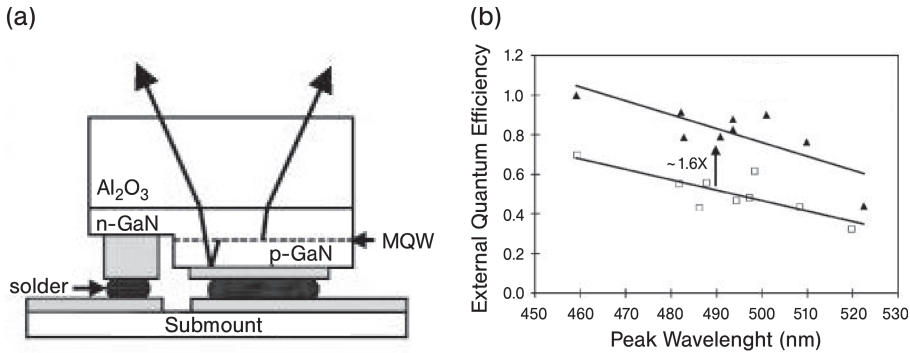 (a)
Al2O3
n-GaN
MQW
p-GaN
solder
Submount
(b)
External Quantum Efficiency
1.2
1.0
0.8
0.6
0.4
0.2
0.0
~1.6X
450 460 470 480 490 500 510 520 530
Peak Wavelenght (nm)